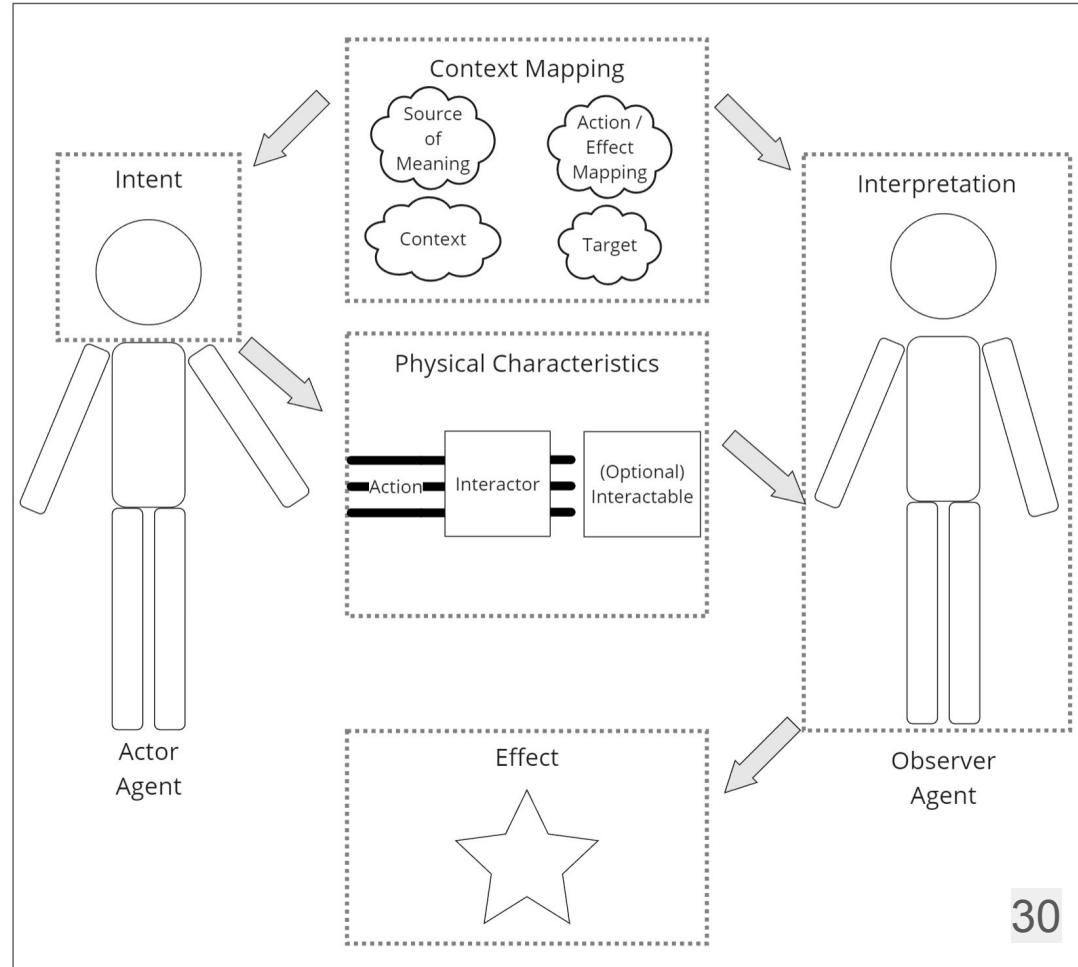 Context Mapping
Source
of
Meaning
Action /
Effect
Mapping
Context
Target
Intent
Interpretation
Physical Characteristics
Action
Interactor
(Optional)
Interactable
Actor
Agent
Observer
Agent
Effect
30